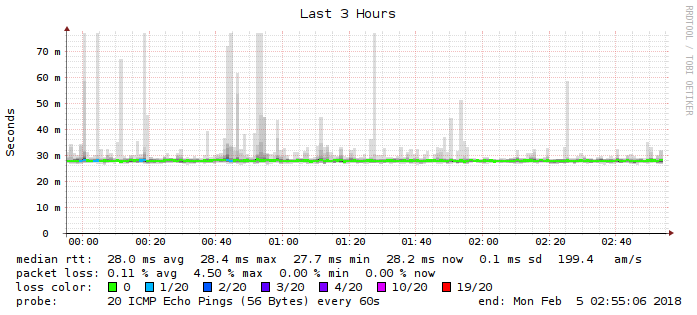 Last 3 Hours
RRDTOOL / TOBI OETIKER
Seconds
70 m
60 m
50 m
40 m
30 m
20 m
10 m
0
00:00 00:20 00:40 01:00 01:20 01:40 02:00 02:20 02:40
median rtt: 28.0 ms avg 28.4 ms max 27.7 ms min 28.2 ms now 0.1 ms sd 199.4 am/s
packet loss: 0.11 % avg 4.50 % max 0.00 % min 0.00 % now
loss color: 0 1/20 2/20 3/20 4/20 10/20 19/20
probe: 20 ICMP Echo Pings (56 Bytes) every 60s end: Mon Feb 5 02:55:06 2018